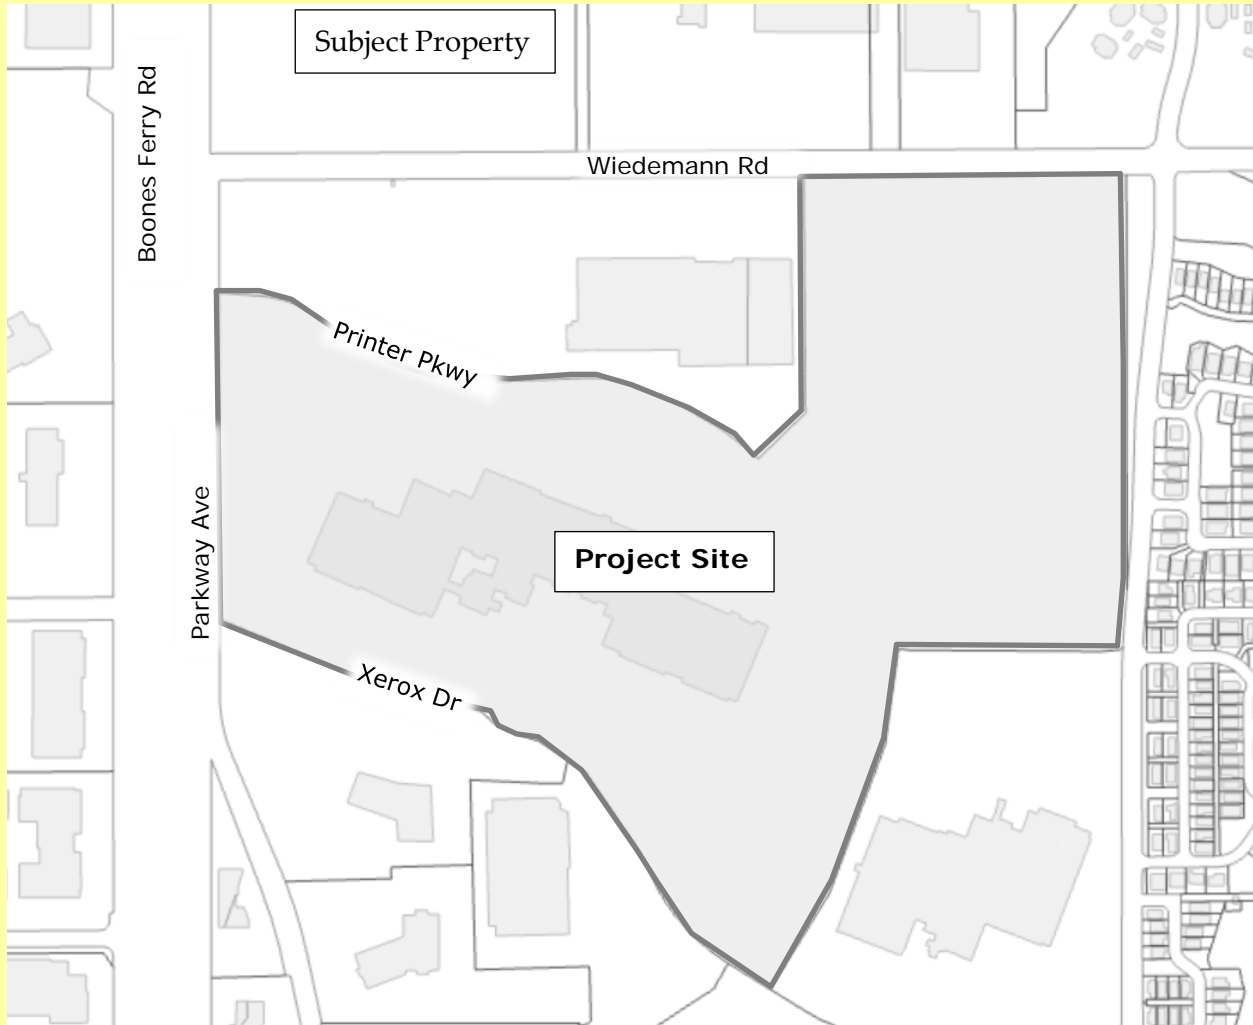 Subject Property
Boones Ferry Rd
Wiedemann Rd
Printer Pkwy
Parkway Ave
Project Site
Xerox Dr